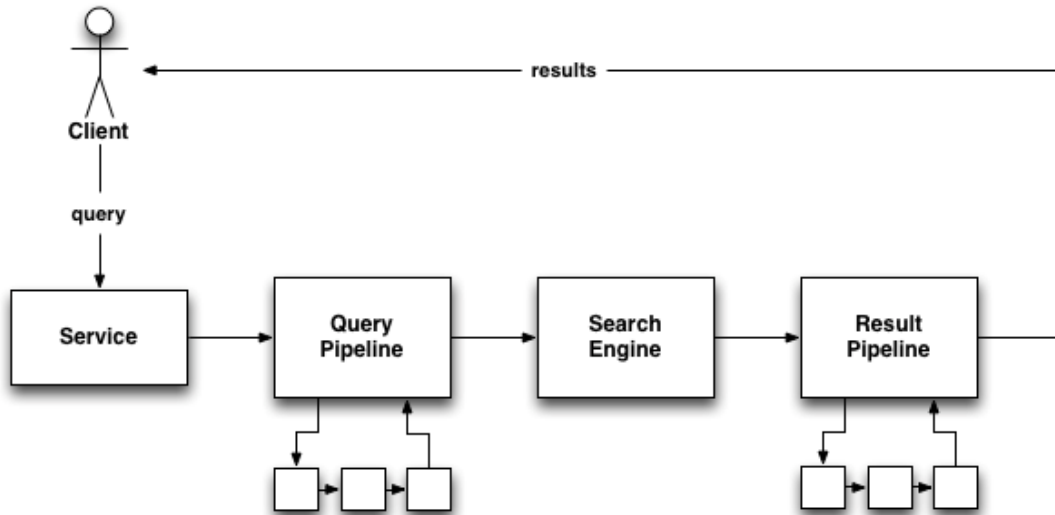 results
Client
query
Service
Query
Pipeline
Search
Engine
Result
Pipeline